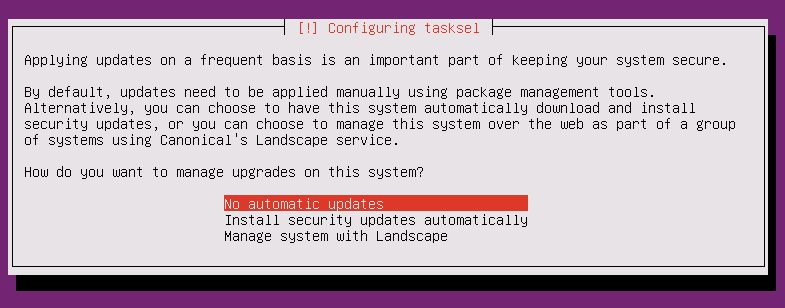 [!] Configuring tasksel
Applying updates on a frequent basis is an important part of keeping your system secure.
By default, updates need to be applied manually using package management tools.
Alternatively, you can choose to have this system automatically download and install
security updates, or you can choose to manage this system over the web as part of a group
of systems using Canonical's Landscape service.
How do you want to manage upgrades on this system?
No automatic updates
Install security updates automatically
Manage system with Landscape